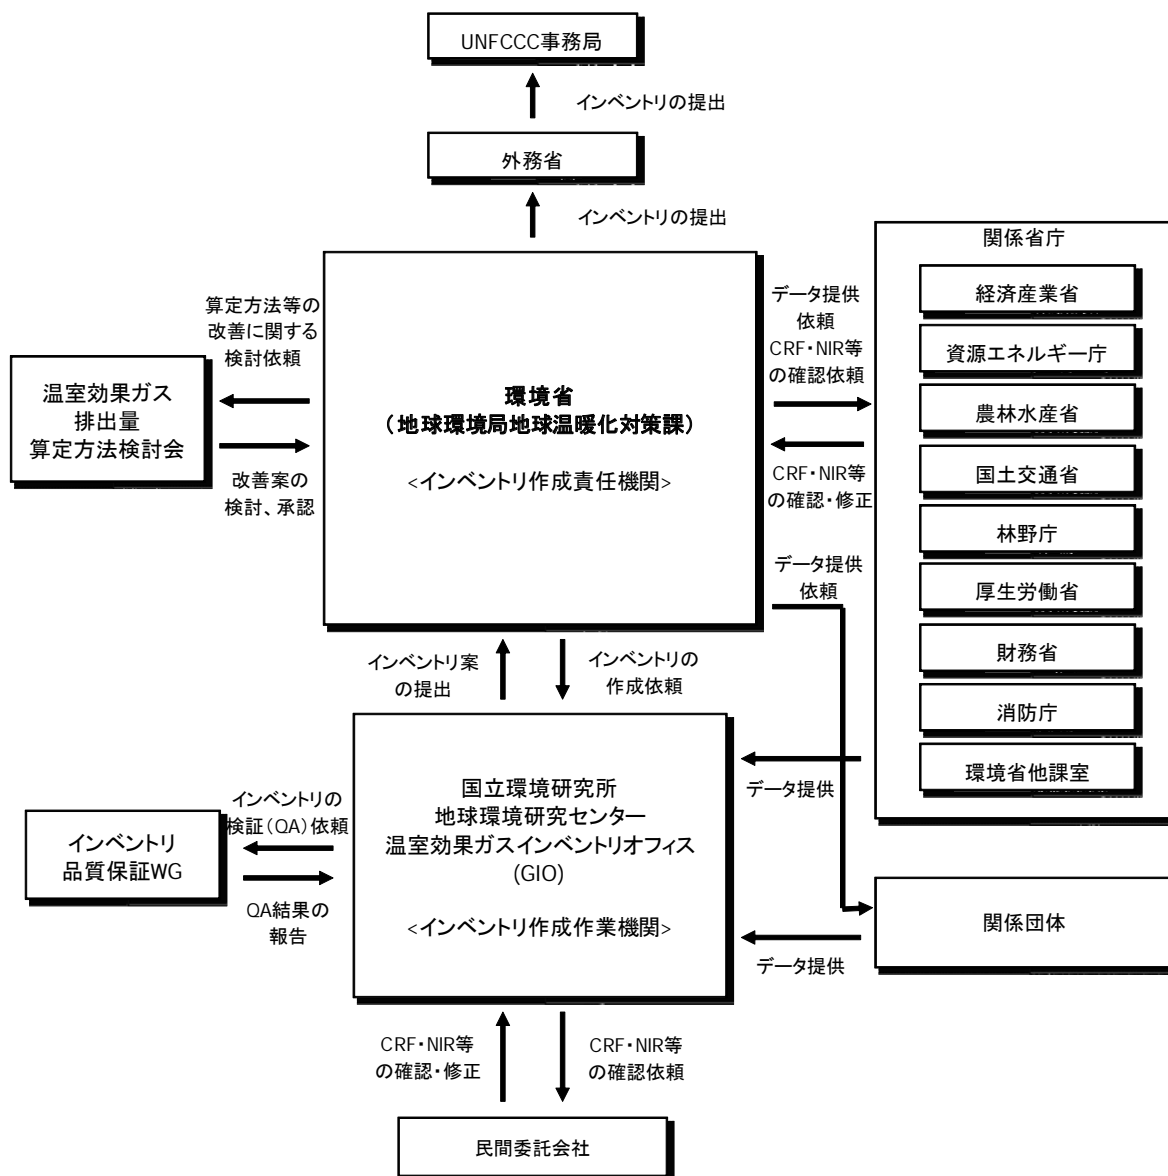 UNFCCC事務局
インベントリの提出
外務省
インベントリの提出
関係省庁
経済産業省
資源エネルギー庁
農林水産省
国土交通省
林野庁
厚生労働省
財務省
消防庁
環境省他課室
算定方法等の
改善に関する
検討依頼
温室効果ガス
排出量
算定方法検討会
改善案の
検討、承認
環境省
（地球環境局地球温暖化対策課）
<インベントリ作成責任機関>
データ提供
依頼
CRF・NIR等
の確認依頼
CRF・NIR等
の確認・修正
データ提供
依頼
インベントリ案
の提出
インベントリの
作成依頼
国立環境研究所
地球環境研究センター
温室効果ガスインベントリオフィス
(GIO)
<インベントリ作成作業機関>
データ提供
インベントリの
検証（QA）依頼
インベントリ
品質保証WG
QA結果の
報告
関係団体
データ提供
CRF・NIR等
の確認・修正
CRF・NIR等
の確認依頼
民間委託会社